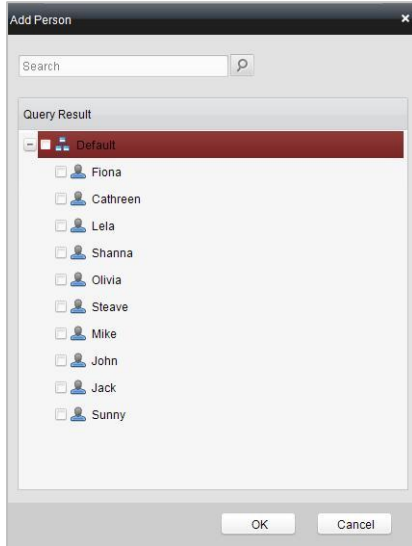 Add Person
Search
Query Result
Default
Fiona
Cathreen
Lela
Shanna
Olivia
Steave
Mike
John
Jack
Sunny
OK Cancel